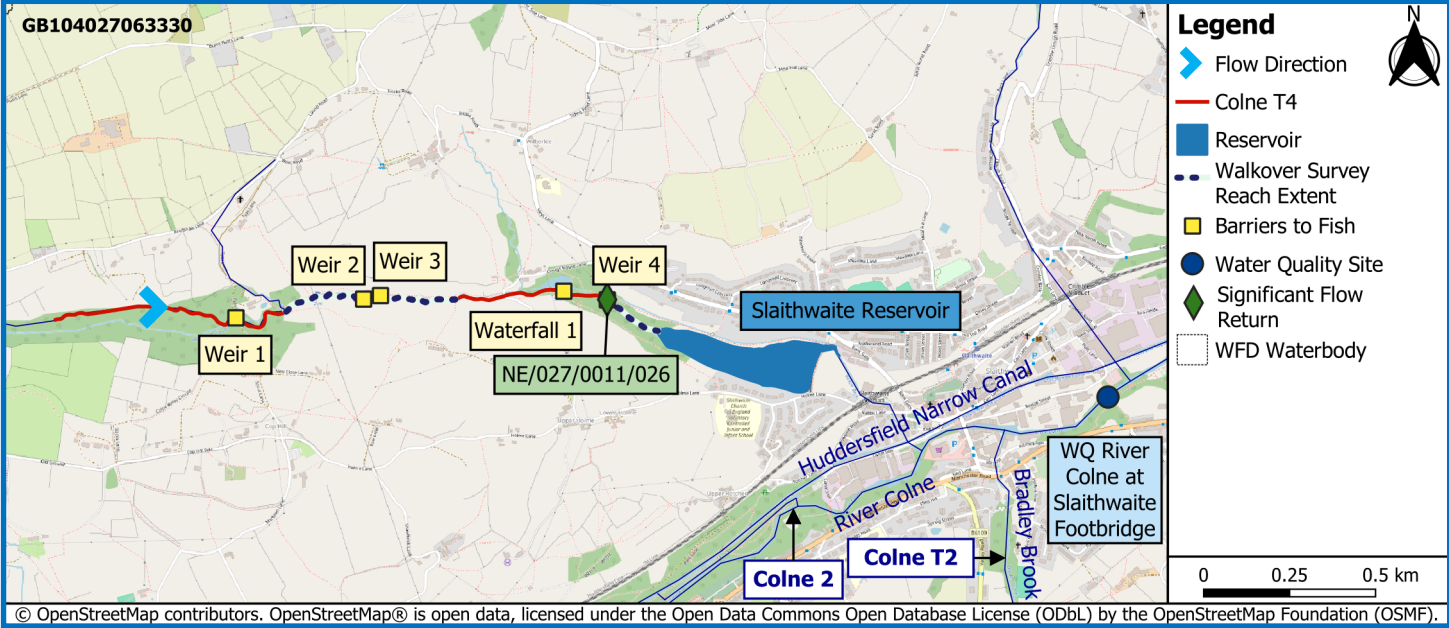 GB104027063330
Weir 2
Weir 3
Weir 4
Weir 1
Waterfall 1
NE/027/0011/026
Slaithwaite Reservoir
Huddersfield Narrow Canal
River Colne
Bradley Brook
Colne 2
Colne T2
WQ River
Colne at
Slaithwaite
Footbridge
Legend
N
Flow Direction
Colne T4
Reservoir
Walkover Survey
Reach Extent
Barriers to Fish
Water Quality Site
Significant Flow
Return
WFD Waterbody
0 0.25 0.5 km
© OpenStreetMap contributors. OpenStreetMap® is open data, licensed under the Open Data Commons Open Database License (ODbL) by the OpenStreetMap Foundation (OSMF).